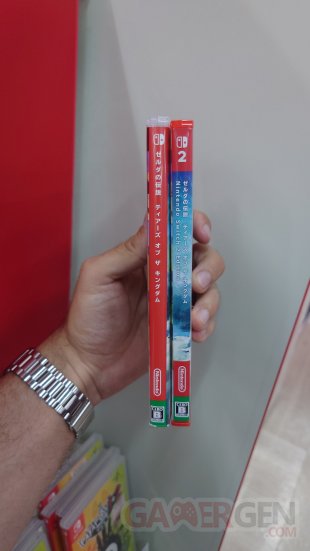 ゼルダの伝説 ティアーズ オブ ザ キングダム
Nintendo
B
2
ゼルダの伝説 ティアーズ オブ ザ キングダム
Nintendo Switch 2 Edition
Nintendo
B
GAMERGEN.COM